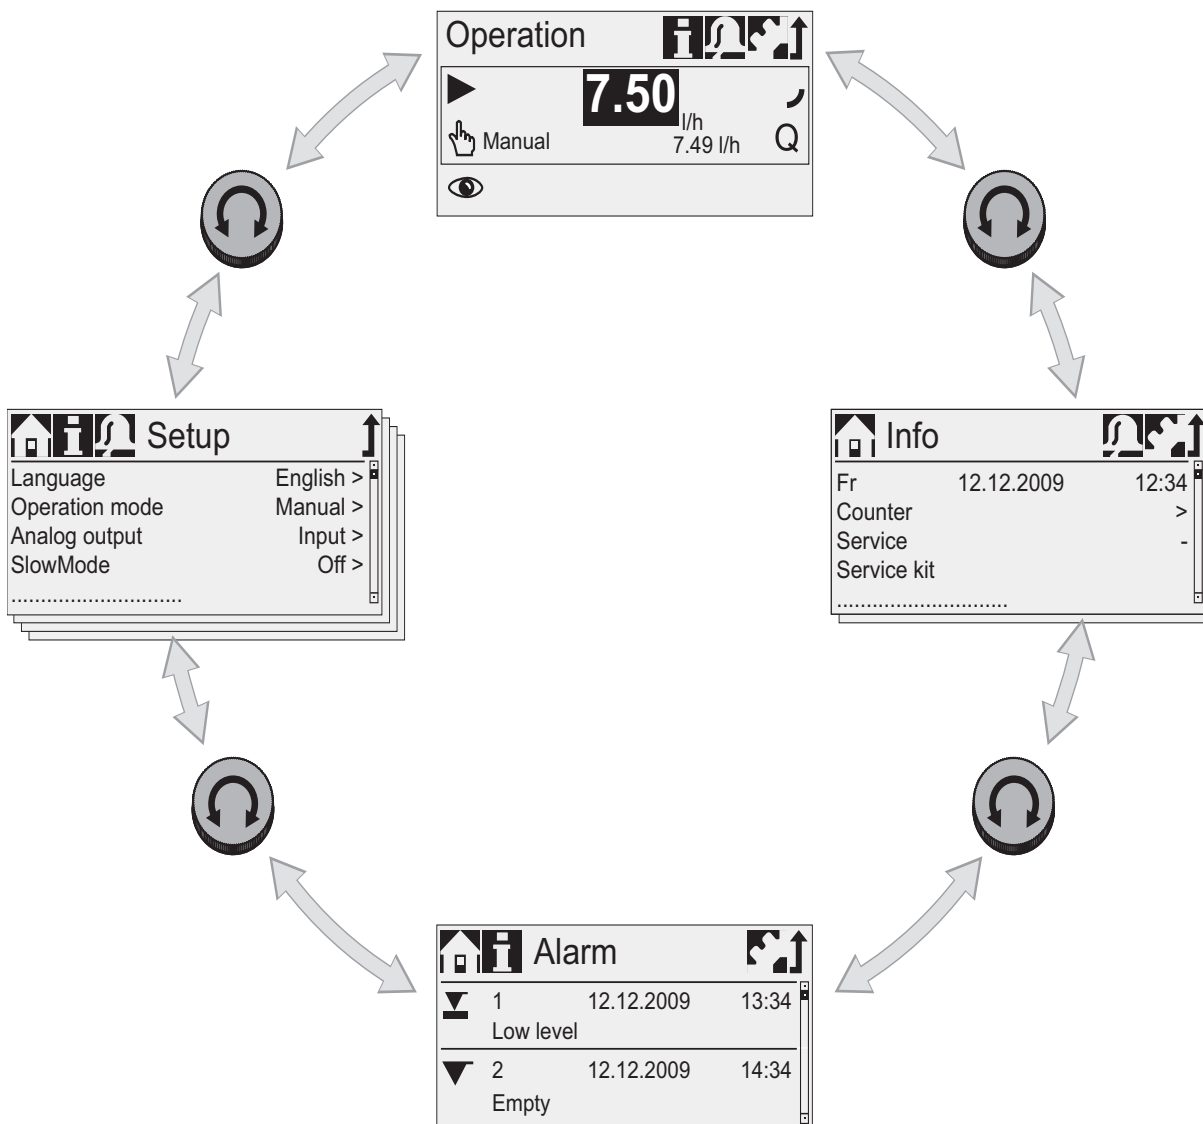 Operation
7.50
l/h
Manual 7.49 l/h Q
Setup
Language English >
Operation mode Manual >
Analog output Input >
SlowMode Off >
.............................
Info
Fr 12.12.2009 12:34
Counter >
Service -
Service kit
.............................
Alarm
1 12.12.2009 13:34
Low level
2 12.12.2009 14:34
Empty